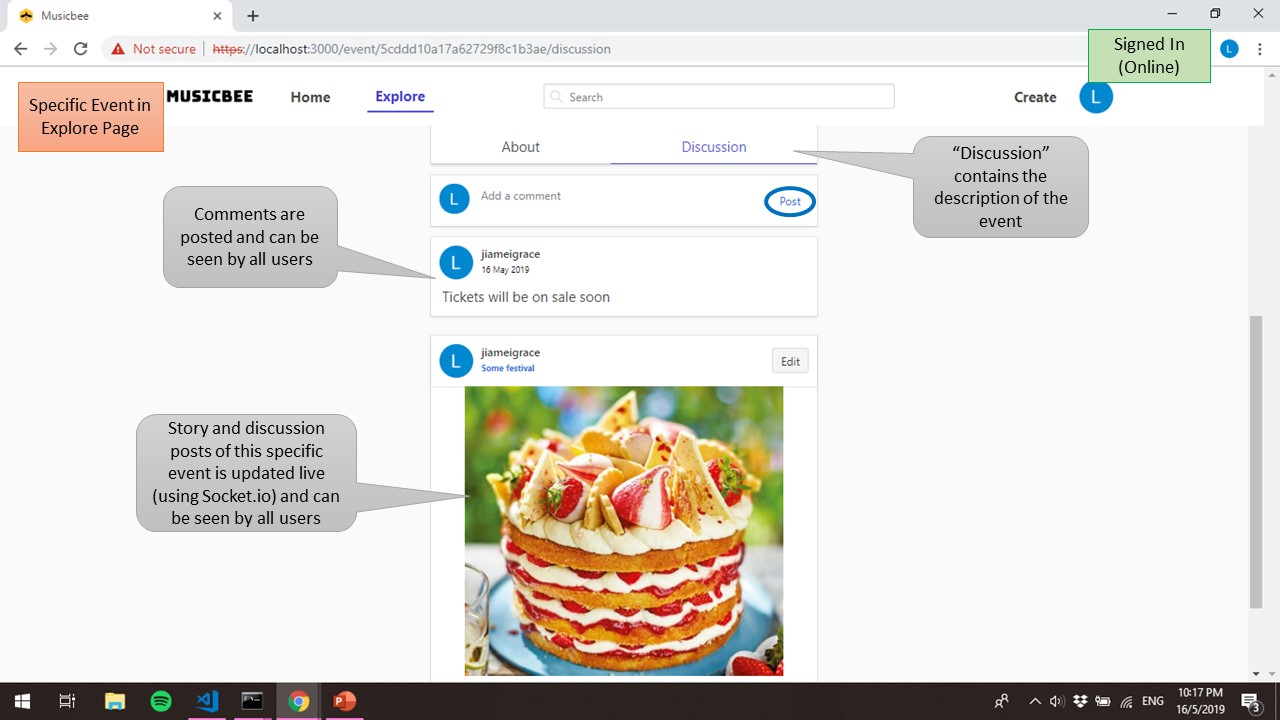 Musicbee
Not secure https://localhost:3000/event/5cddd10a17a62729f8c1b3ae/discussion
L
Signed In
(Online)
Specific Event in
Explore Page
MUSICBEE
Home
Explore
Search
Create
L
About
Discussion
“Discussion”
contains the
description of the
event
L
Add a comment
Post
Comments are
posted and can be
seen by all users
L
jiameigrace
16 May 2019
Tickets will be on sale soon
L
jiameigrace
Some festival
Edit
Story and discussion
posts of this specific
event is updated live
(using Socket.io) and can
be seen by all users
ENG
10:17 PM
16/5/2019
3